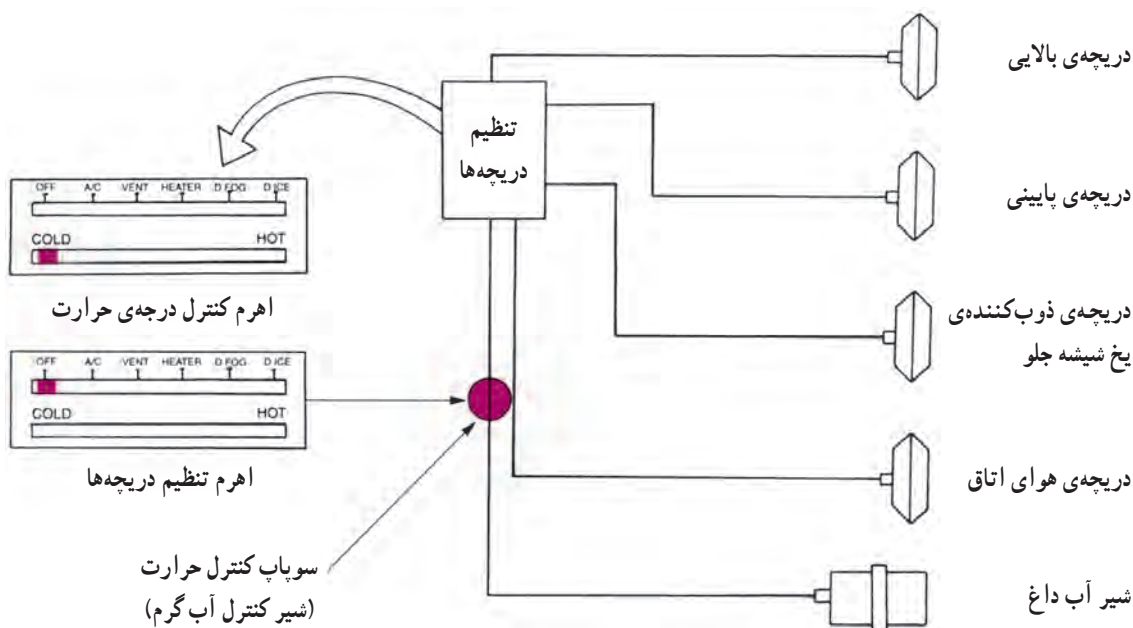 دریچه‌ی بالایی
تنظیم
دریچه‌ها
دریچه‌ی پایینی
OFF A/C VENT HEATER D.FOG D.ICE
COLD HOT
اهرم کنترل درجه‌ی حرارت
دریچه‌ی ذوب‌کننده‌ی
یخ شیشه جلو
OFF A/C VENT HEATER D.FOG D.ICE
COLD HOT
اهرم تنظیم دریچه‌ها
دریچه‌ی هوای اتاق
سوپاپ کنترل حرارت
(شیر کنترل آب گرم)
شیر آب داغ